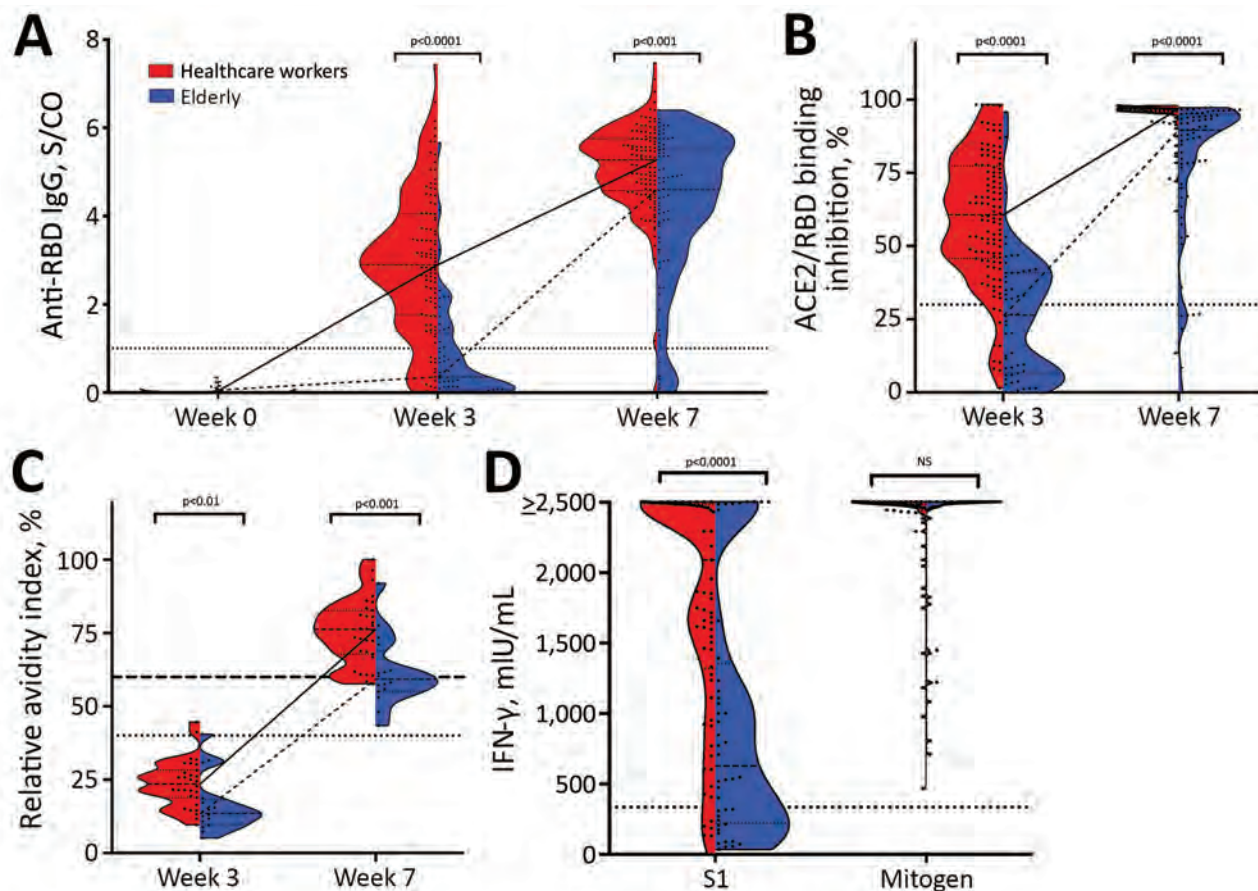 A
Anti-RBD IgG, S/CO
8
6
4
2
0
Healthcare workers
Elderly
p<0.0001
p<0.001
Week 0
Week 3
Week 7
B
ACE2/RBD binding
inhibition, %
100
75
50
25
0
p<0.0001
p<0.0001
Week 3
Week 7
C
Relative avidity index, %
100
75
50
25
0
p<0.01
p<0.001
Week 3
Week 7
D
IFN-γ, mIU/mL
≥2,500
2,000
1,500
1,000
500
0
p<0.0001
NS
S1
Mitogen